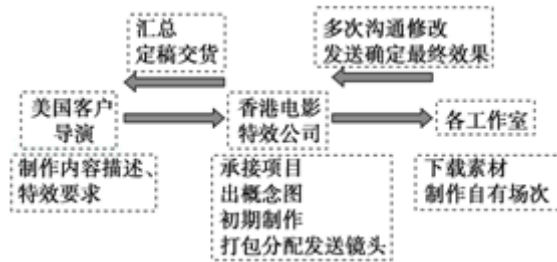 汇总
定稿交货
多次沟通修改
发送确定最终效果
美国客户
导演
香港电影
特效公司
各工作室
制作内容描述、
特效要求
承接项目
出概念图
初期制作
打包分配发送镜头
下载素材
制作自有场次